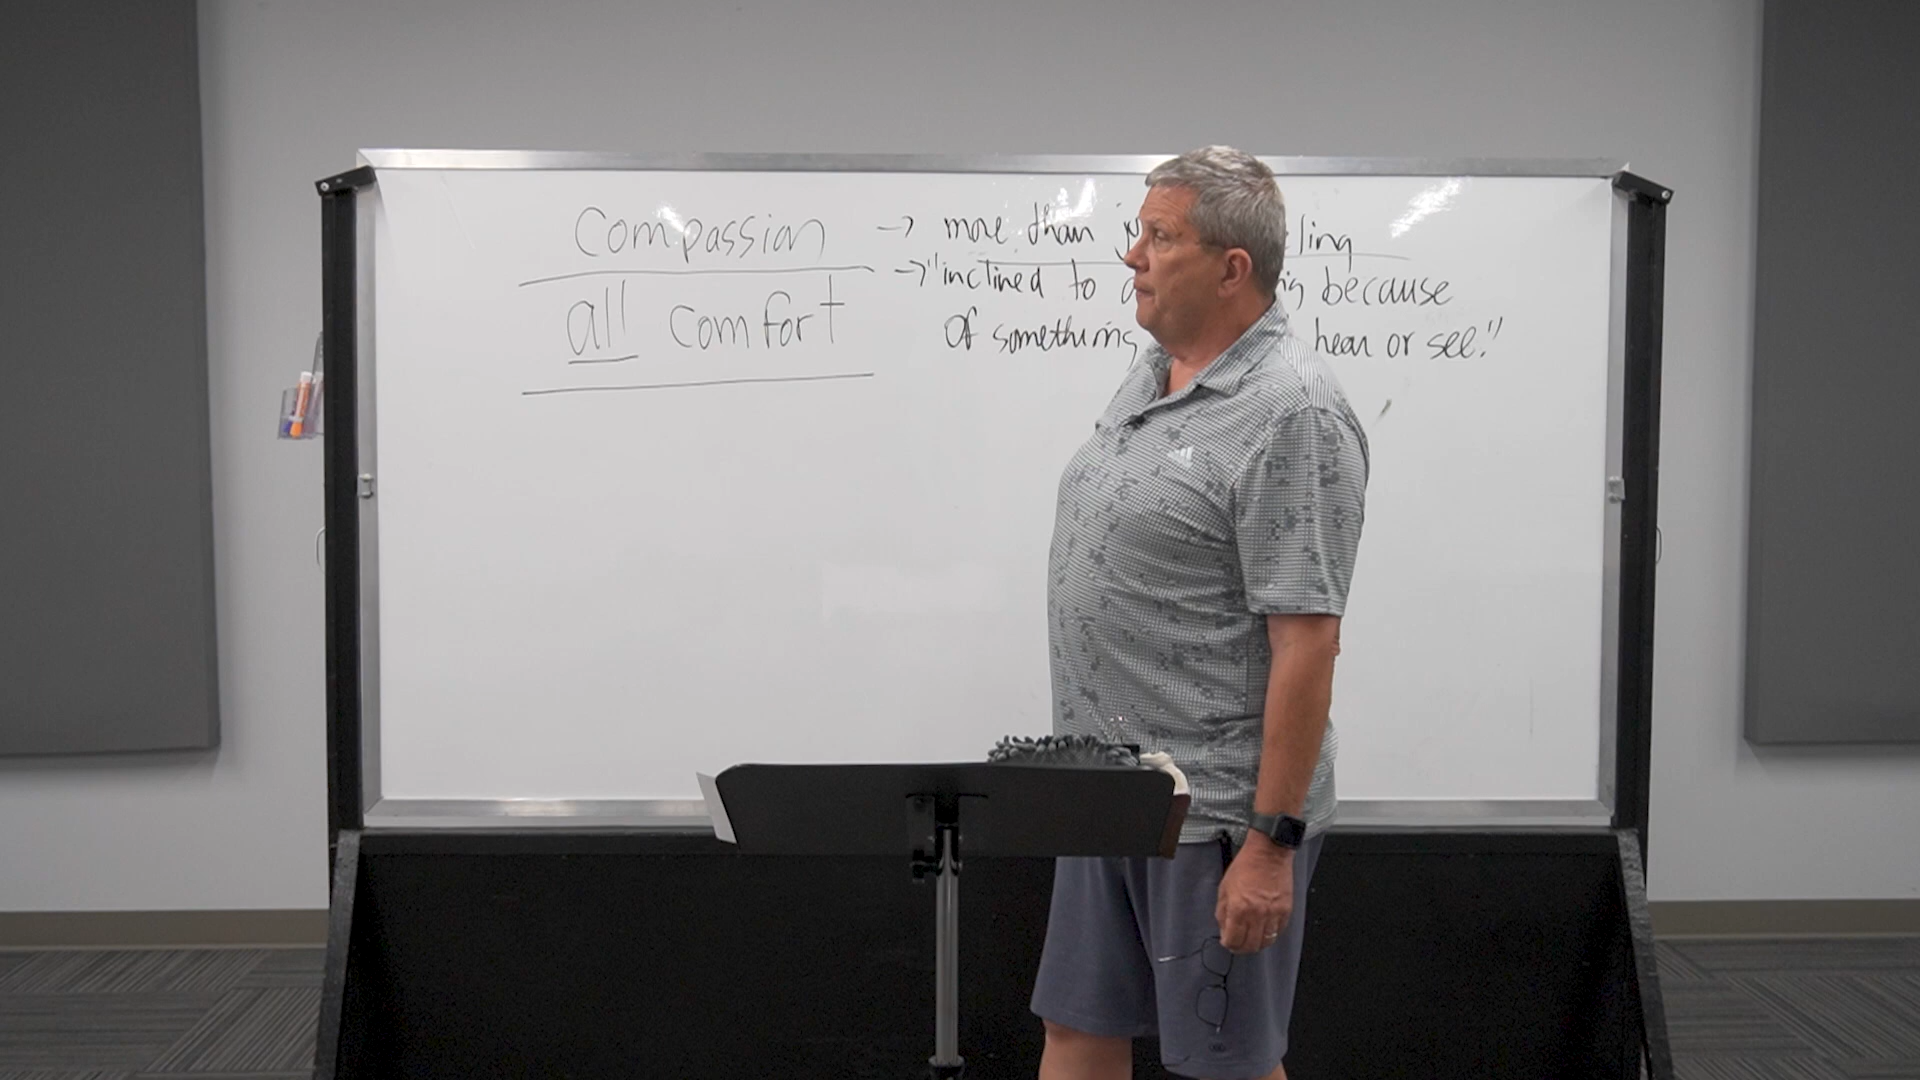 Compassion → more than
→ "inclined to because
all comfort of something hear or see."